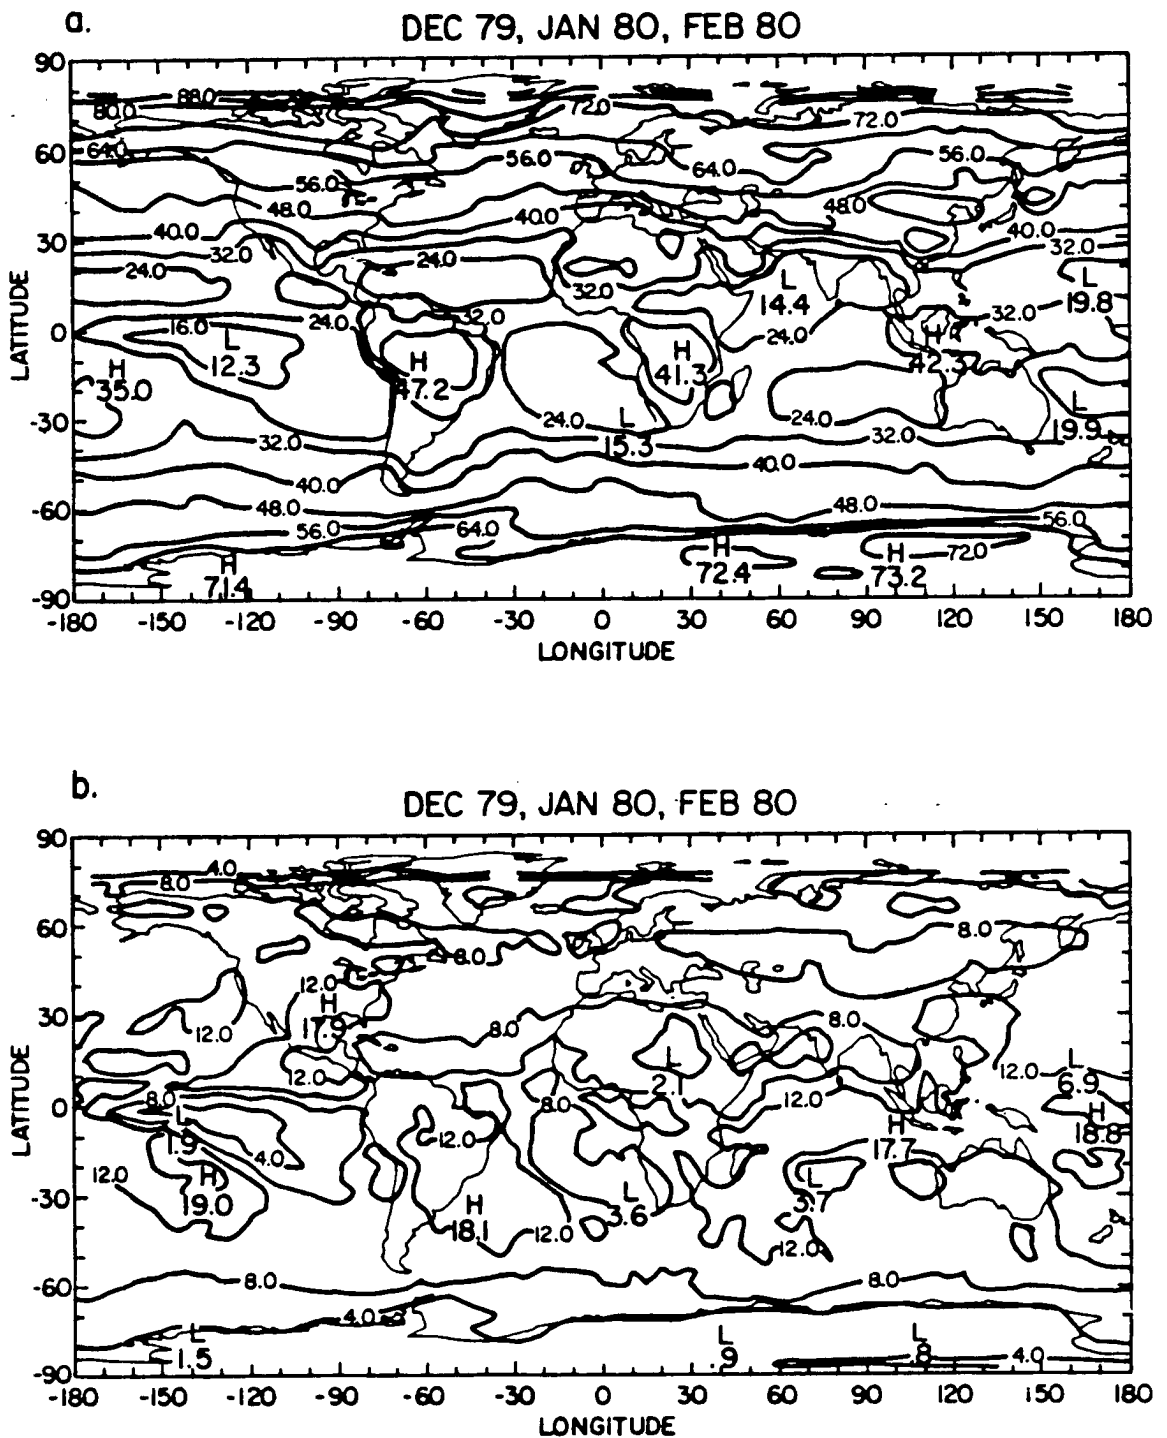 a.
DEC 79, JAN 80, FEB 80
90
80.0 88.0 72.0 72.0
60 64.0 56.0 64.0 56.0
56.0 48.0 40.0 48.0
30 40.0 32.0 40.0 32.0
24.0 24.0 32.0 L 14.4 L 19.8
0 16.0 L 12.3 24.0 32.0 24.0 32.0
H 35.0 H 47.2 H 41.3 H 42.3
-30 24.0 L 15.3 24.0 L 19.9
32.0 32.0
40.0 40.0
-60 48.0 48.0
56.0 64.0 56.0
H 71.4 H 72.4 H 73.2 72.0
-90
-180 -150 -120 -90 -60 -30 0 30 60 90 120 150 180
LATITUDE
LONGITUDE
b.
DEC 79, JAN 80, FEB 80
90
4.0
8.0
60 8.0 8.0
12.0
30 12.0 H 17.9 8.0 8.0
12.0 L 2.1 12.0 L 6.9
0 8.0 L 1.9 8.0 12.0 H 18.8
12.0 4.0 12.0 H 17.7
-30 H 19.0 H 18.1 L 3.6 L 3.7
12.0 12.0
-60 8.0 8.0
4.0
L 1.5 L .9 L .8 4.0
-90
-180 -150 -120 -90 -60 -30 0 30 60 90 120 150 180
LATITUDE
LONGITUDE